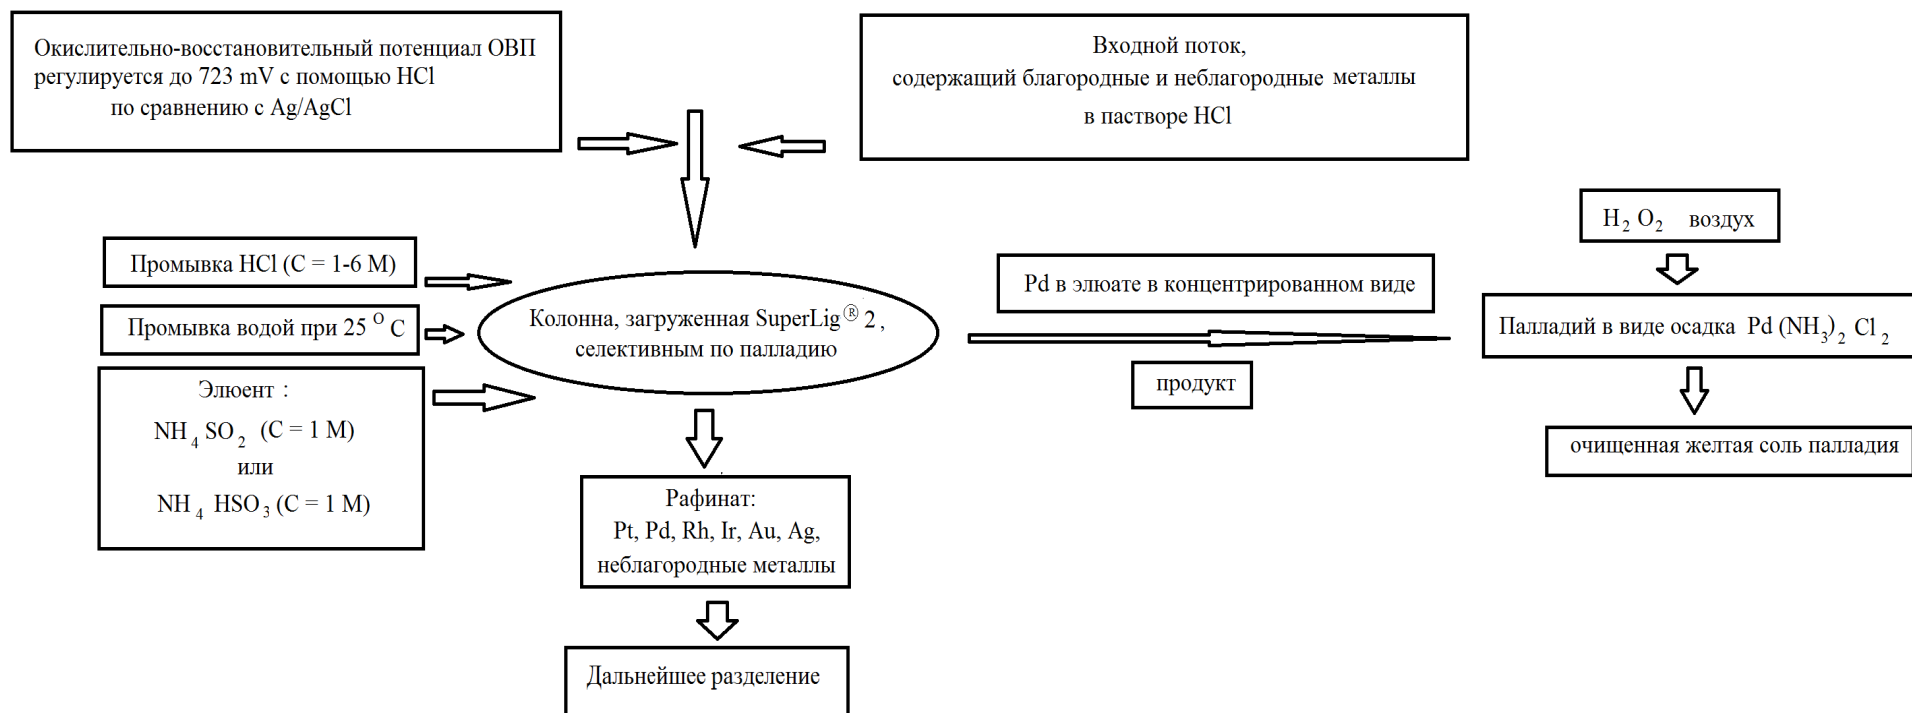 Окислительно-восстановительный потенциал ОВП
регулируется до 723 mV с помощью HCl
по сравнению с Ag/AgCl
Входной поток,
содержащий благородные и неблагородные металлы
в пастворе HCl
H₂ O₂ воздух
Промывка HCl (C = 1-6 M)
Pd в элюате в концентрированном виде
Промывка водой при 25 ᴼ C
Колонна, загруженная SuperLig ® 2 ,
селективным по палладию
Палладий в виде осадка Pd (NH₃)₂ Cl₂
продукт
Элюент :
NH₄ SO₂ (C = 1 M)
или
NH₄ HSO₃ (C = 1 M)
очищенная желтая соль палладия
Рафинат:
Pt, Pd, Rh, Ir, Au, Ag,
неблагородные металлы
Дальнейшее разделение